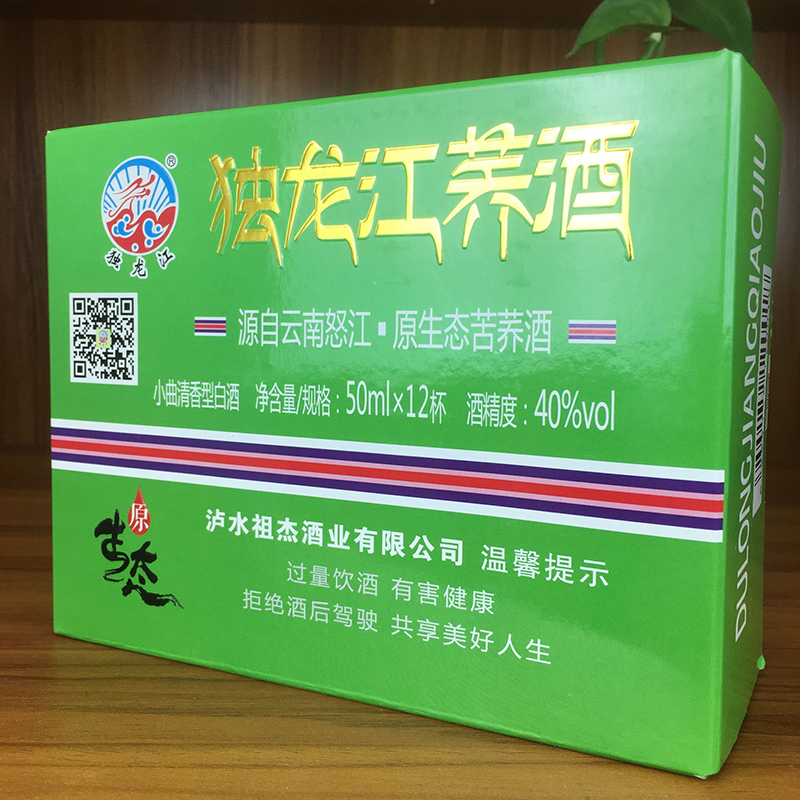 独龙江荞酒
®
独龙江
源自云南怒江·原生态苦荞酒
小曲清香型白酒 净含量/规格：50ml×12杯 酒精度：40%vol
原生态
泸水祖杰酒业有限公司 温馨提示
过量饮酒 有害健康
拒绝酒后驾驶 共享美好人生
DULONGJIANGQIAOJIU